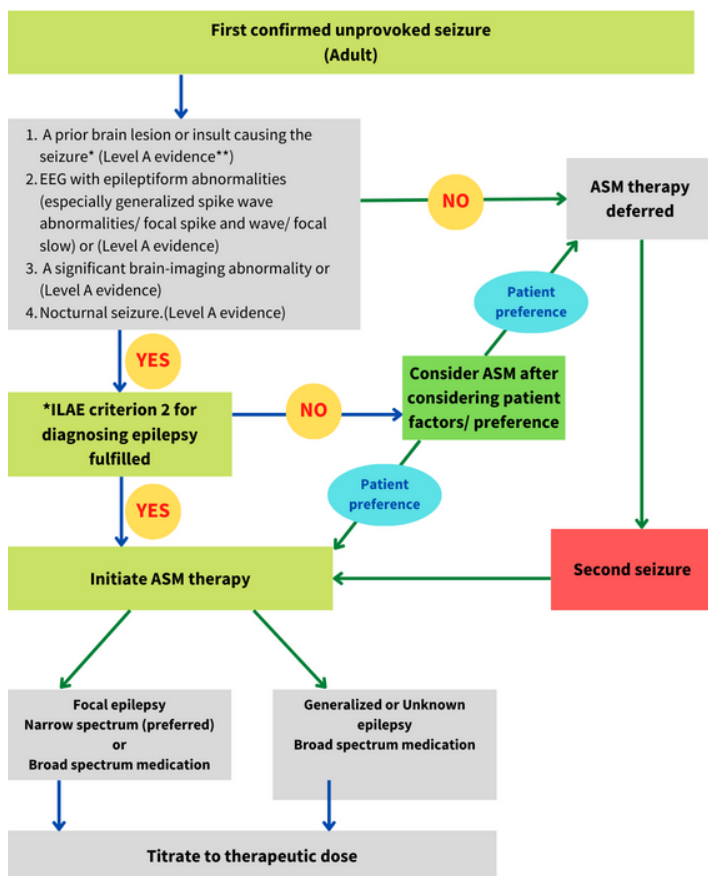 First confirmed unprovoked seizure
(Adult)
1. A prior brain lesion or insult causing the
seizure* (Level A evidence**)
2. EEG with epileptiform abnormalities
(especially generalized spike wave
abnormalities/ focal spike and wave/ focal
slow) or (Level A evidence)
3. A significant brain-imaging abnormality or
(Level A evidence)
4. Nocturnal seizure.(Level A evidence)
NO
ASM therapy
deferred
Patient
preference
YES
*ILAE criterion 2 for
diagnosing epilepsy
fulfilled
NO
Consider ASM after
considering patient
factors/ preference
Patient
preference
YES
Initiate ASM therapy
Second seizure
Focal epilepsy
Narrow spectrum (preferred)
or
Broad spectrum medication
Generalized or Unknown
epilepsy
Broad spectrum medication
Titrate to therapeutic dose